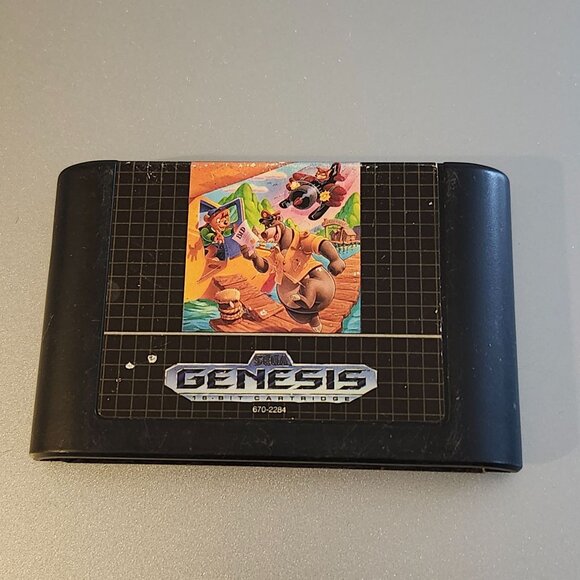 SEGA
GENESIS
16-BIT CARTRIDGE
670-2284